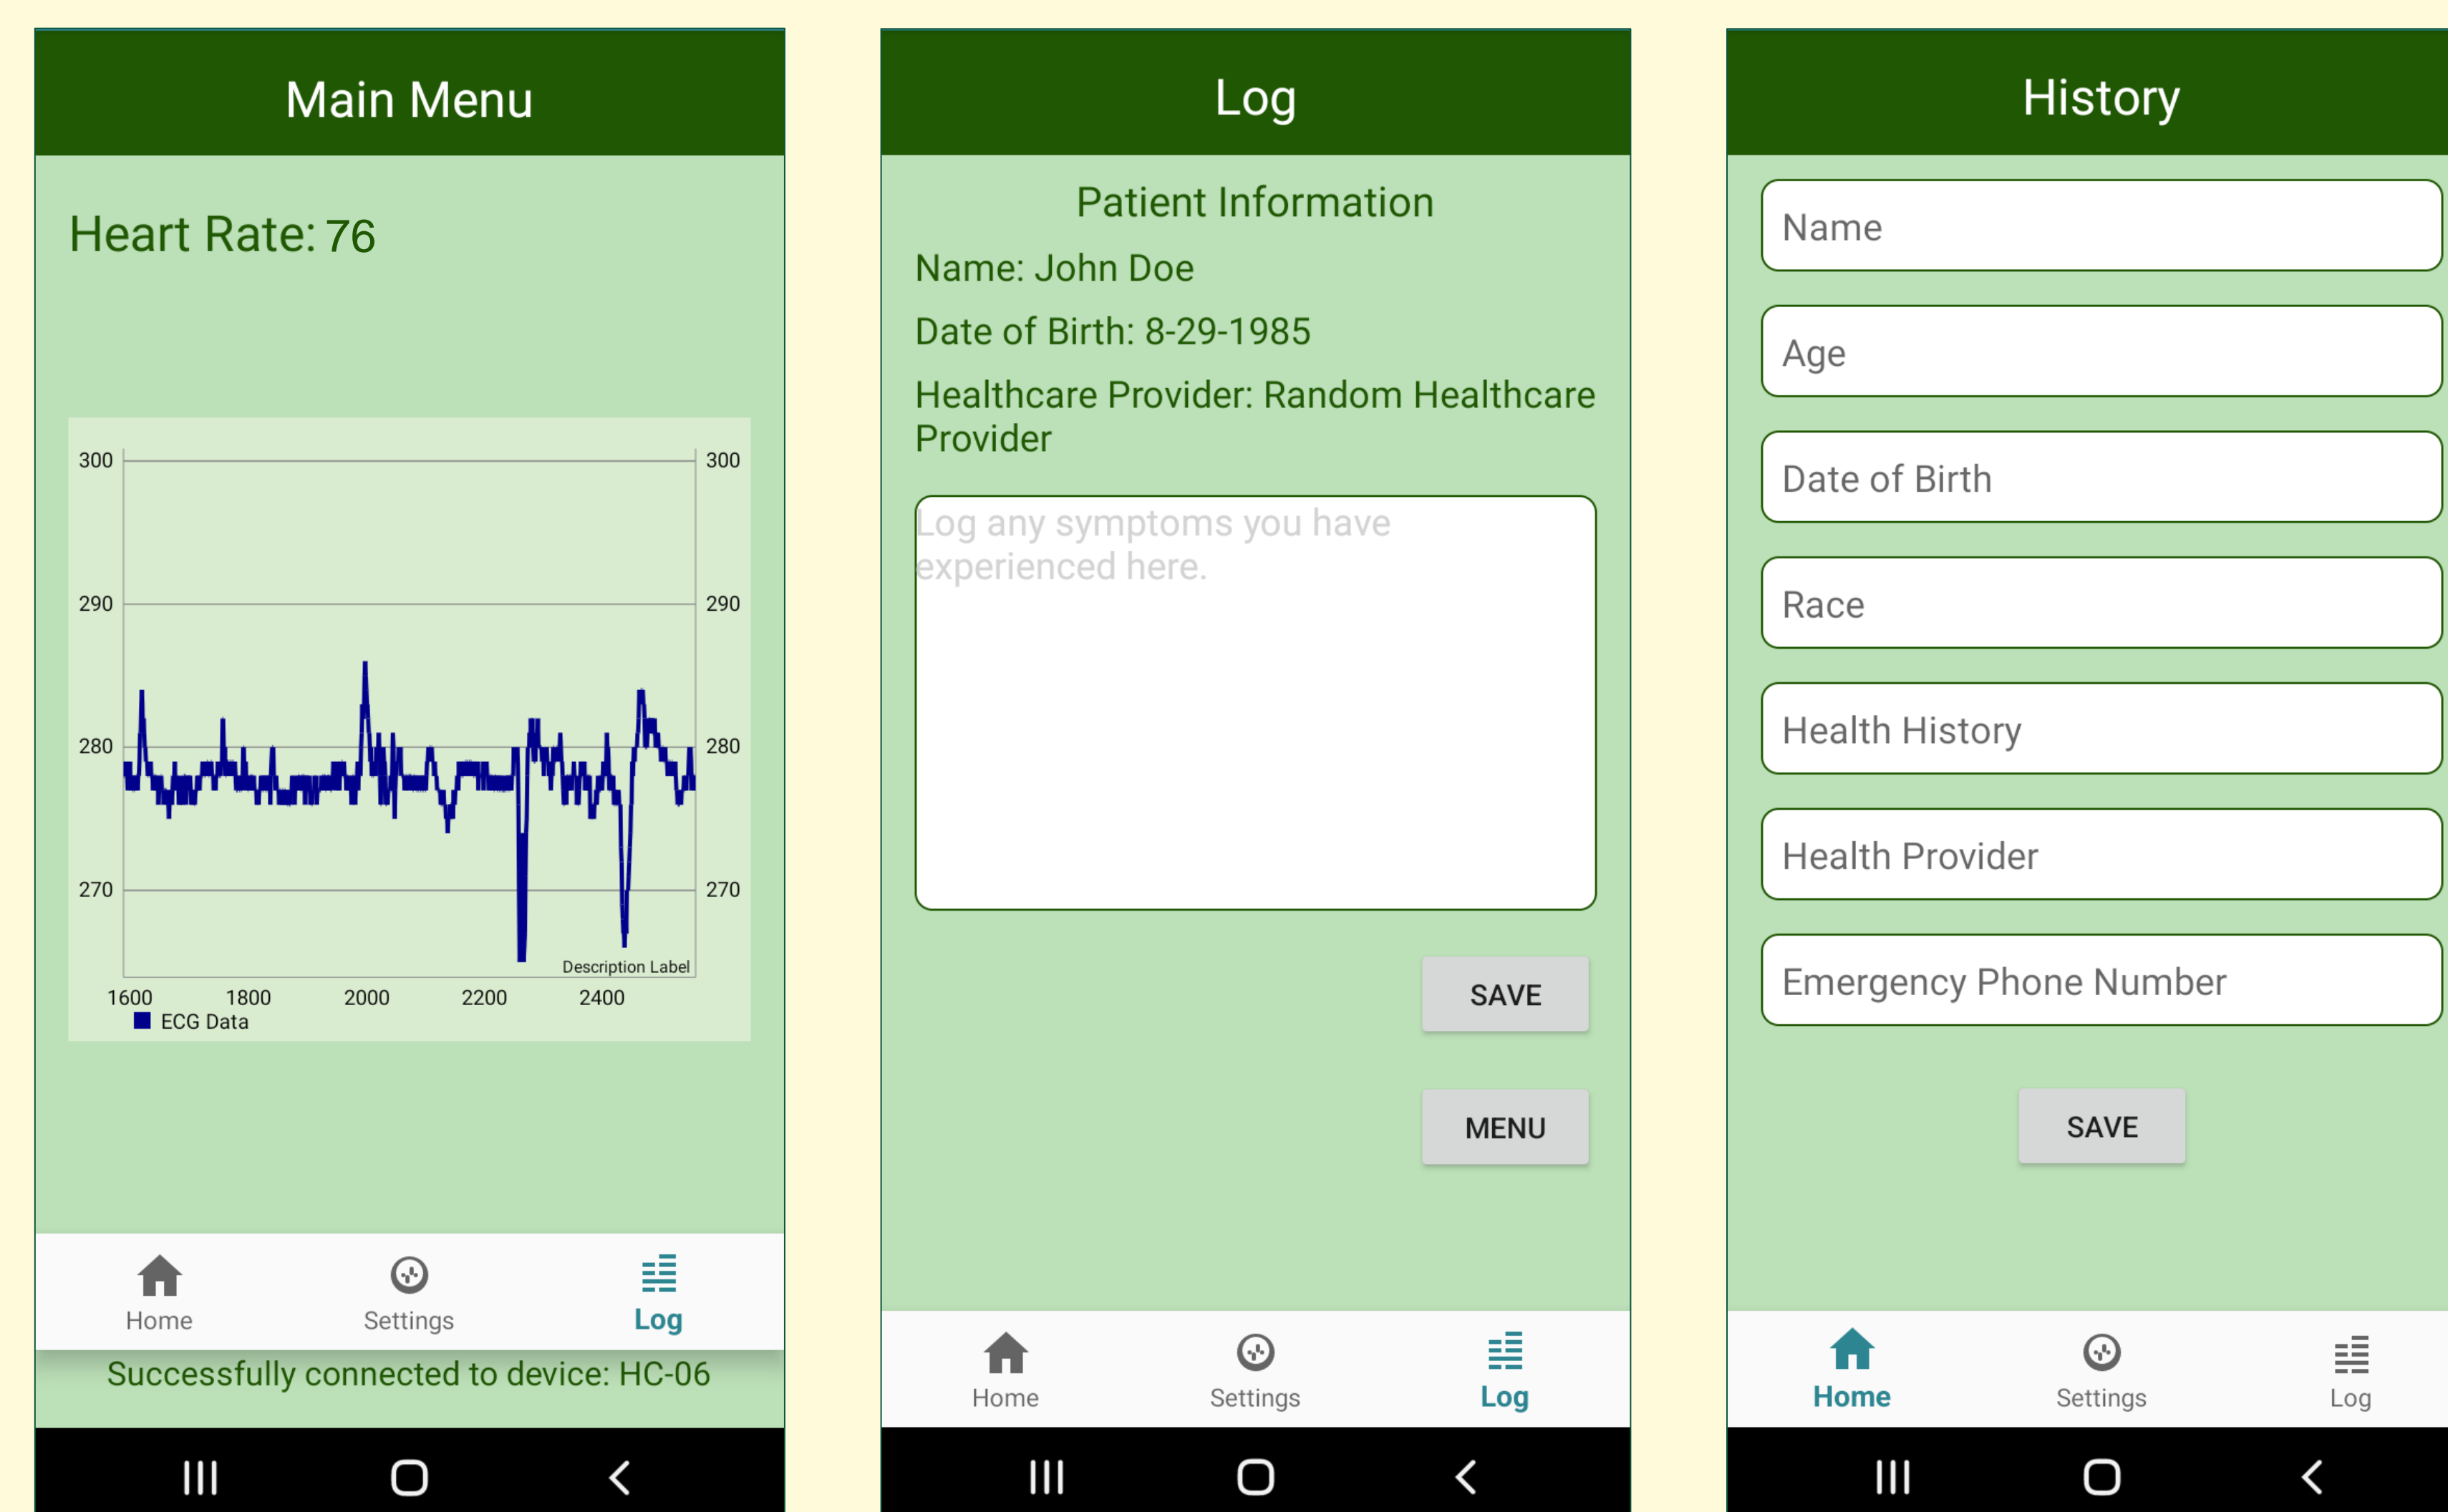 Main Menu
Heart Rate: 76
300
300
290
290
280
280
270
270
Description Label
1600 1800 2000 2200 2400
ECG Data
Home Settings Log
Successfully connected to device: HC-06
Log
Patient Information
Name: John Doe
Date of Birth: 8-29-1985
Healthcare Provider: Random Healthcare
Provider
Log any symptoms you have
experienced here.
SAVE
MENU
Home Settings Log
History
Name
Age
Date of Birth
Race
Health History
Health Provider
Emergency Phone Number
SAVE
Home Settings Log